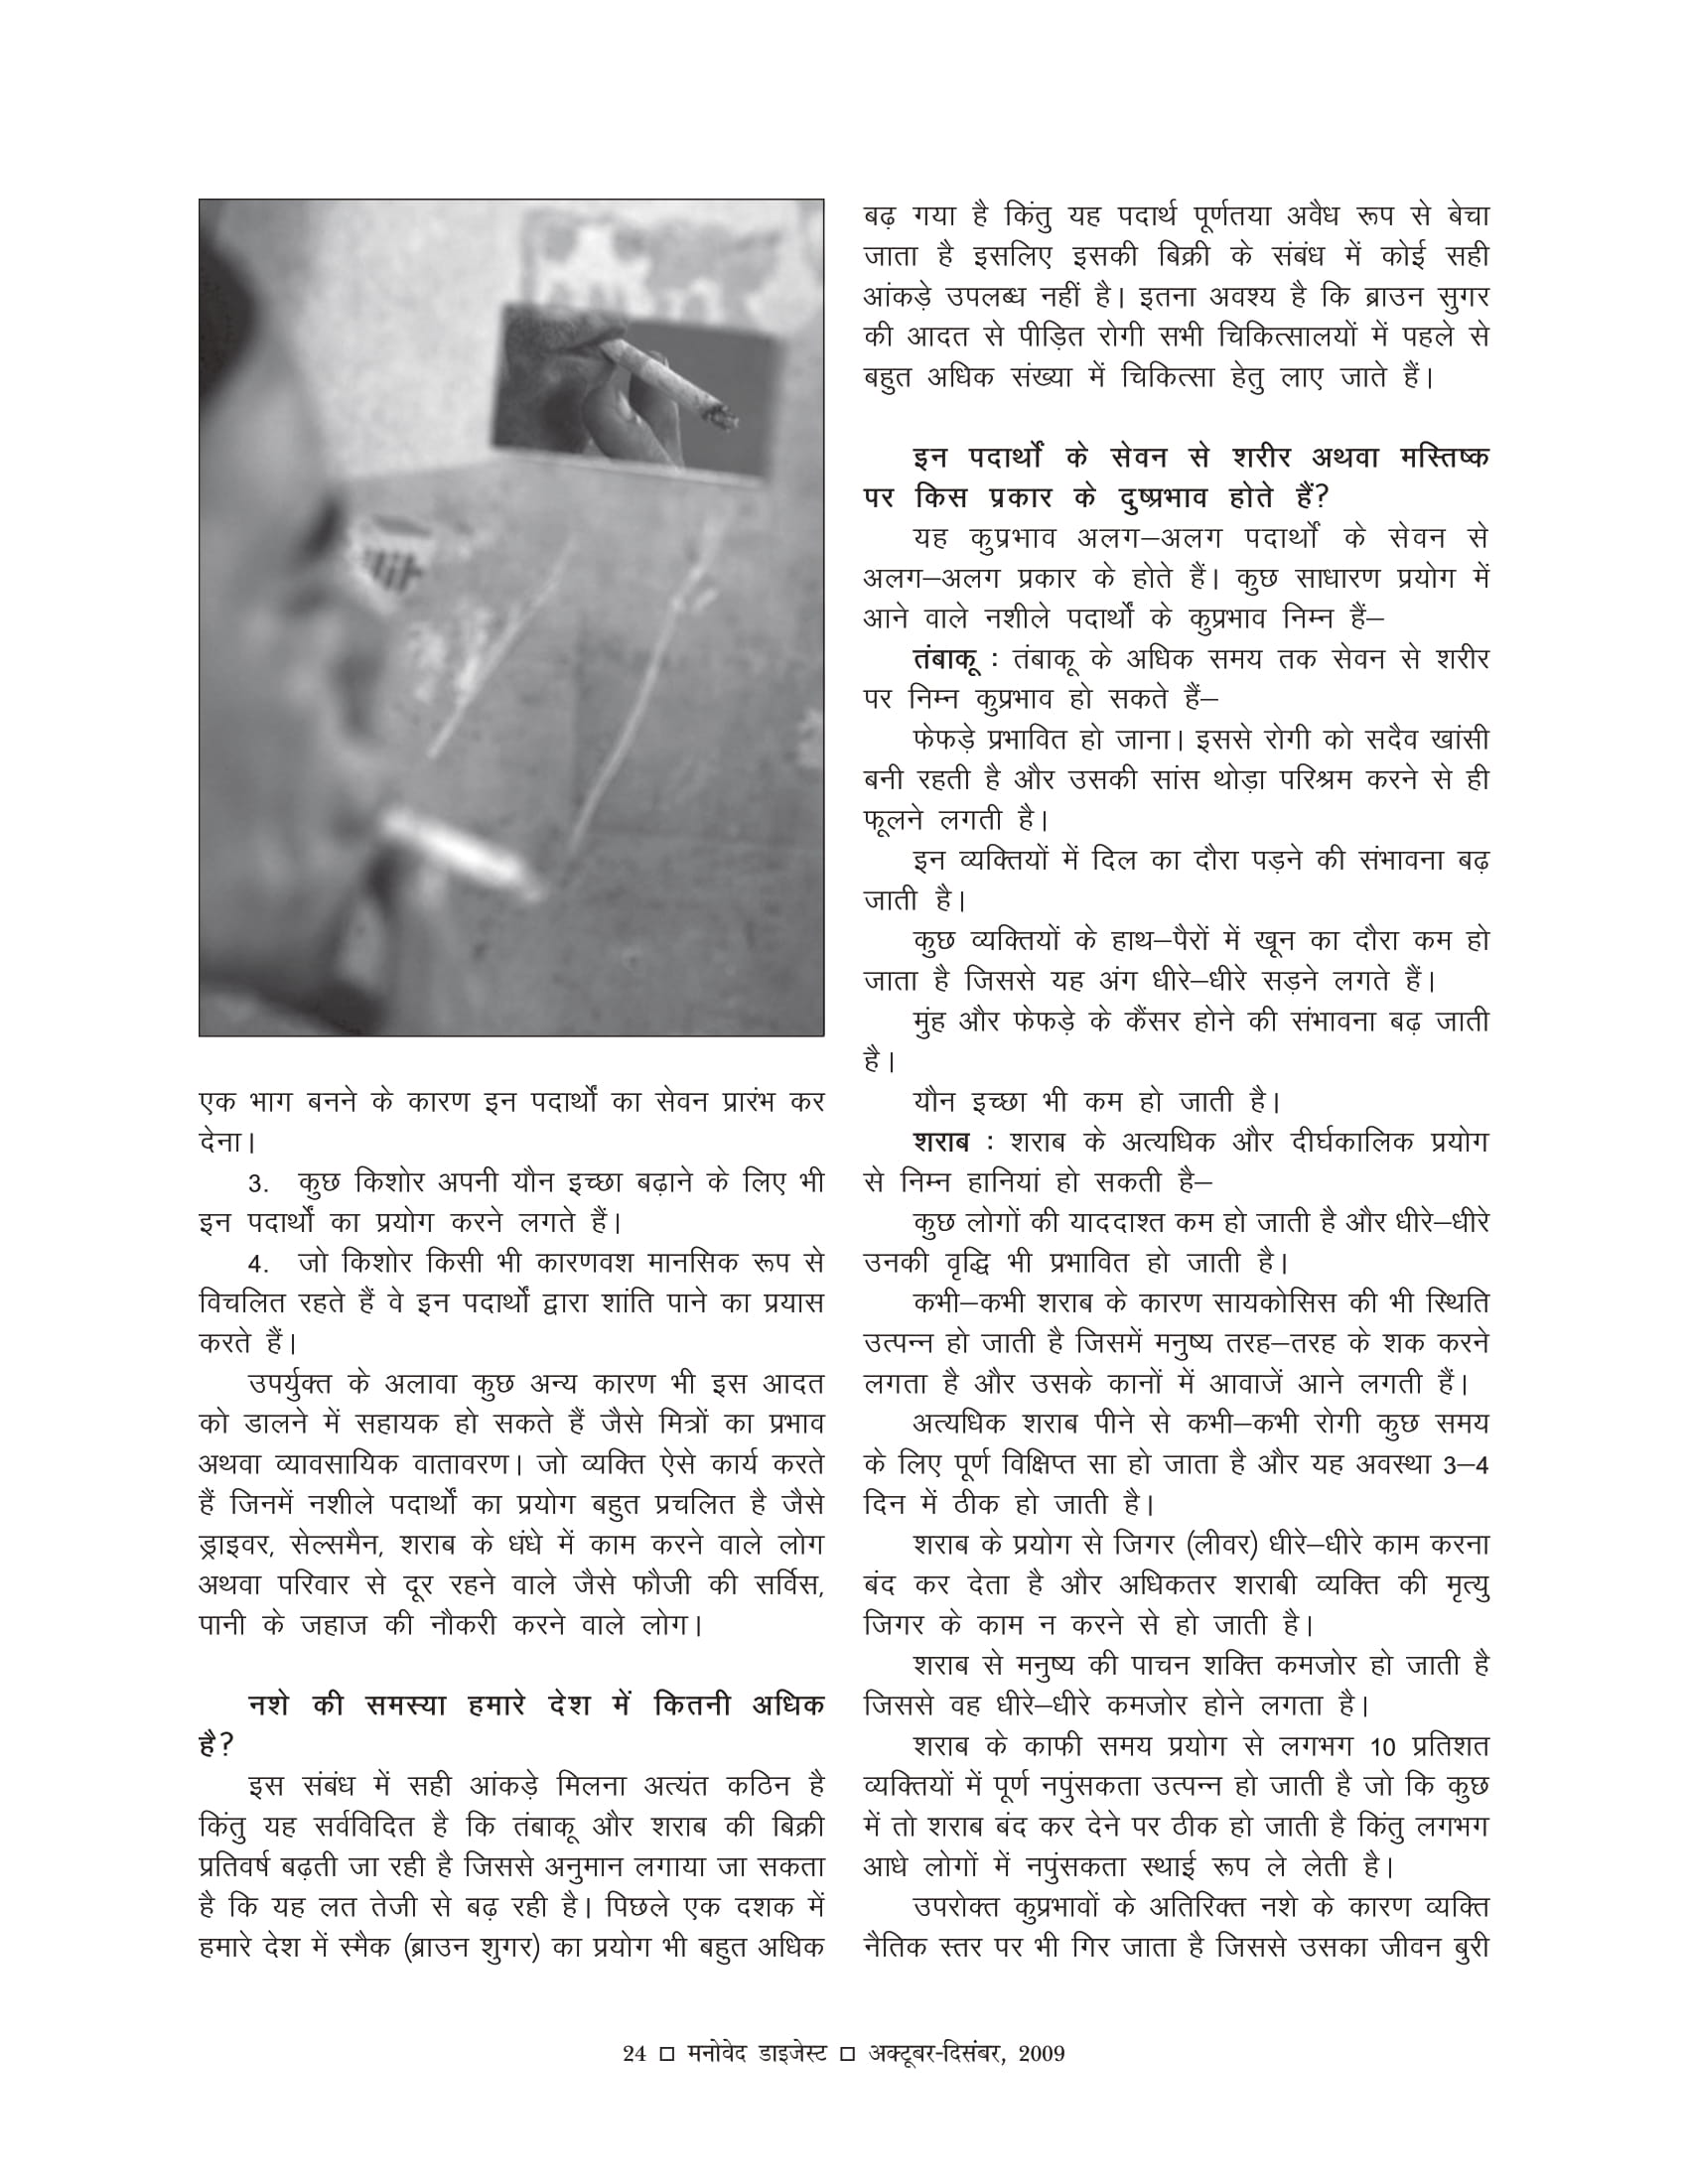 एक भाग बनने के कारण इन पदार्थों का सेवन प्रारंभ कर
देना।
3. कुछ किशोर अपनी यौन इच्छा बढ़ाने के लिए भी
इन पदार्थों का प्रयोग करने लगते हैं।
4. जो किशोर किसी भी कारणवश मानसिक रूप से
विचलित रहते हैं वे इन पदार्थों द्वारा शांति पाने का प्रयास
करते हैं।
उपर्युक्त के अलावा कुछ अन्य कारण भी इस आदत
को डालने में सहायक हो सकते हैं जैसे मित्रों का प्रभाव
अथवा व्यावसायिक वातावरण। जो व्यक्ति ऐसे कार्य करते
हैं जिनमें नशीले पदार्थों का प्रयोग बहुत प्रचलित है जैसे
ड्राइवर, सेल्समैन, शराब के धंधे में काम करने वाले लोग
अथवा परिवार से दूर रहने वाले जैसे फौजी की सर्विस,
पानी के जहाज की नौकरी करने वाले लोग।
नशे की समस्या हमारे देश में कितनी अधिक
है?
इस संबंध में सही आंकड़े मिलना अत्यंत कठिन है
किंतु यह सर्वविदित है कि तंबाकू और शराब की बिक्री
प्रतिवर्ष बढ़ती जा रही है जिससे अनुमान लगाया जा सकता
है कि यह लत तेजी से बढ़ रही है। पिछले एक दशक में
हमारे देश में स्मैक (ब्राउन शुगर) का प्रयोग भी बहुत अधिक
बढ़ गया है किंतु यह पदार्थ पूर्णतया अवैध रूप से बेचा
जाता है इसलिए इसकी बिक्री के संबंध में कोई सही
आंकड़े उपलब्ध नहीं है। इतना अवश्य है कि ब्राउन सुगर
की आदत से पीड़ित रोगी सभी चिकित्सालयों में पहले से
बहुत अधिक संख्या में चिकित्सा हेतु लाए जाते हैं।
इन पदार्थों के सेवन से शरीर अथवा मस्तिष्क
पर किस प्रकार के दुष्प्रभाव होते हैं?
यह कुप्रभाव अलग–अलग पदार्थों के सेवन से
अलग–अलग प्रकार के होते हैं। कुछ साधारण प्रयोग में
आने वाले नशीले पदार्थों के कुप्रभाव निम्न हैं–
तंबाकू : तंबाकू के अधिक समय तक सेवन से शरीर
पर निम्न कुप्रभाव हो सकते हैं–
फेफड़े प्रभावित हो जाना। इससे रोगी को सदैव खांसी
बनी रहती है और उसकी सांस थोड़ा परिश्रम करने से ही
फूलने लगती है।
इन व्यक्तियों में दिल का दौरा पड़ने की संभावना बढ़
जाती है।
कुछ व्यक्तियों के हाथ–पैरों में खून का दौरा कम हो
जाता है जिससे यह अंग धीरे–धीरे सड़ने लगते हैं।
मुंह और फेफड़े के कैंसर होने की संभावना बढ़ जाती
है।
यौन इच्छा भी कम हो जाती है।
शराब : शराब के अत्यधिक और दीर्घकालिक प्रयोग
से निम्न हानियां हो सकती है–
कुछ लोगों की याददाश्त कम हो जाती है और धीरे–धीरे
उनकी वृद्धि भी प्रभावित हो जाती है।
कभी–कभी शराब के कारण सायकोसिस की भी स्थिति
उत्पन्न हो जाती है जिसमें मनुष्य तरह–तरह के शक करने
लगता है और उसके कानों में आवाजें आने लगती हैं।
अत्यधिक शराब पीने से कभी–कभी रोगी कुछ समय
के लिए पूर्ण विक्षिप्त सा हो जाता है और यह अवस्था 3–4
दिन में ठीक हो जाती है।
शराब के प्रयोग से जिगर (लीवर) धीरे–धीरे काम करना
बंद कर देता है और अधिकतर शराबी व्यक्ति की मृत्यु
जिगर के काम न करने से हो जाती है।
शराब से मनुष्य की पाचन शक्ति कमजोर हो जाती है
जिससे वह धीरे–धीरे कमजोर होने लगता है।
शराब के काफी समय प्रयोग से लगभग 10 प्रतिशत
व्यक्तियों में पूर्ण नपुंसकता उत्पन्न हो जाती है जो कि कुछ
में तो शराब बंद कर देने पर ठीक हो जाती है किंतु लगभग
आधे लोगों में नपुंसकता स्थाई रूप ले लेती है।
उपरोक्त कुप्रभावों के अतिरिक्त नशे के कारण व्यक्ति
नैतिक स्तर पर भी गिर जाता है जिससे उसका जीवन बुरी
24 □ मनोवेद डाइजेस्ट □ अक्टूबर-दिसंबर, 2009